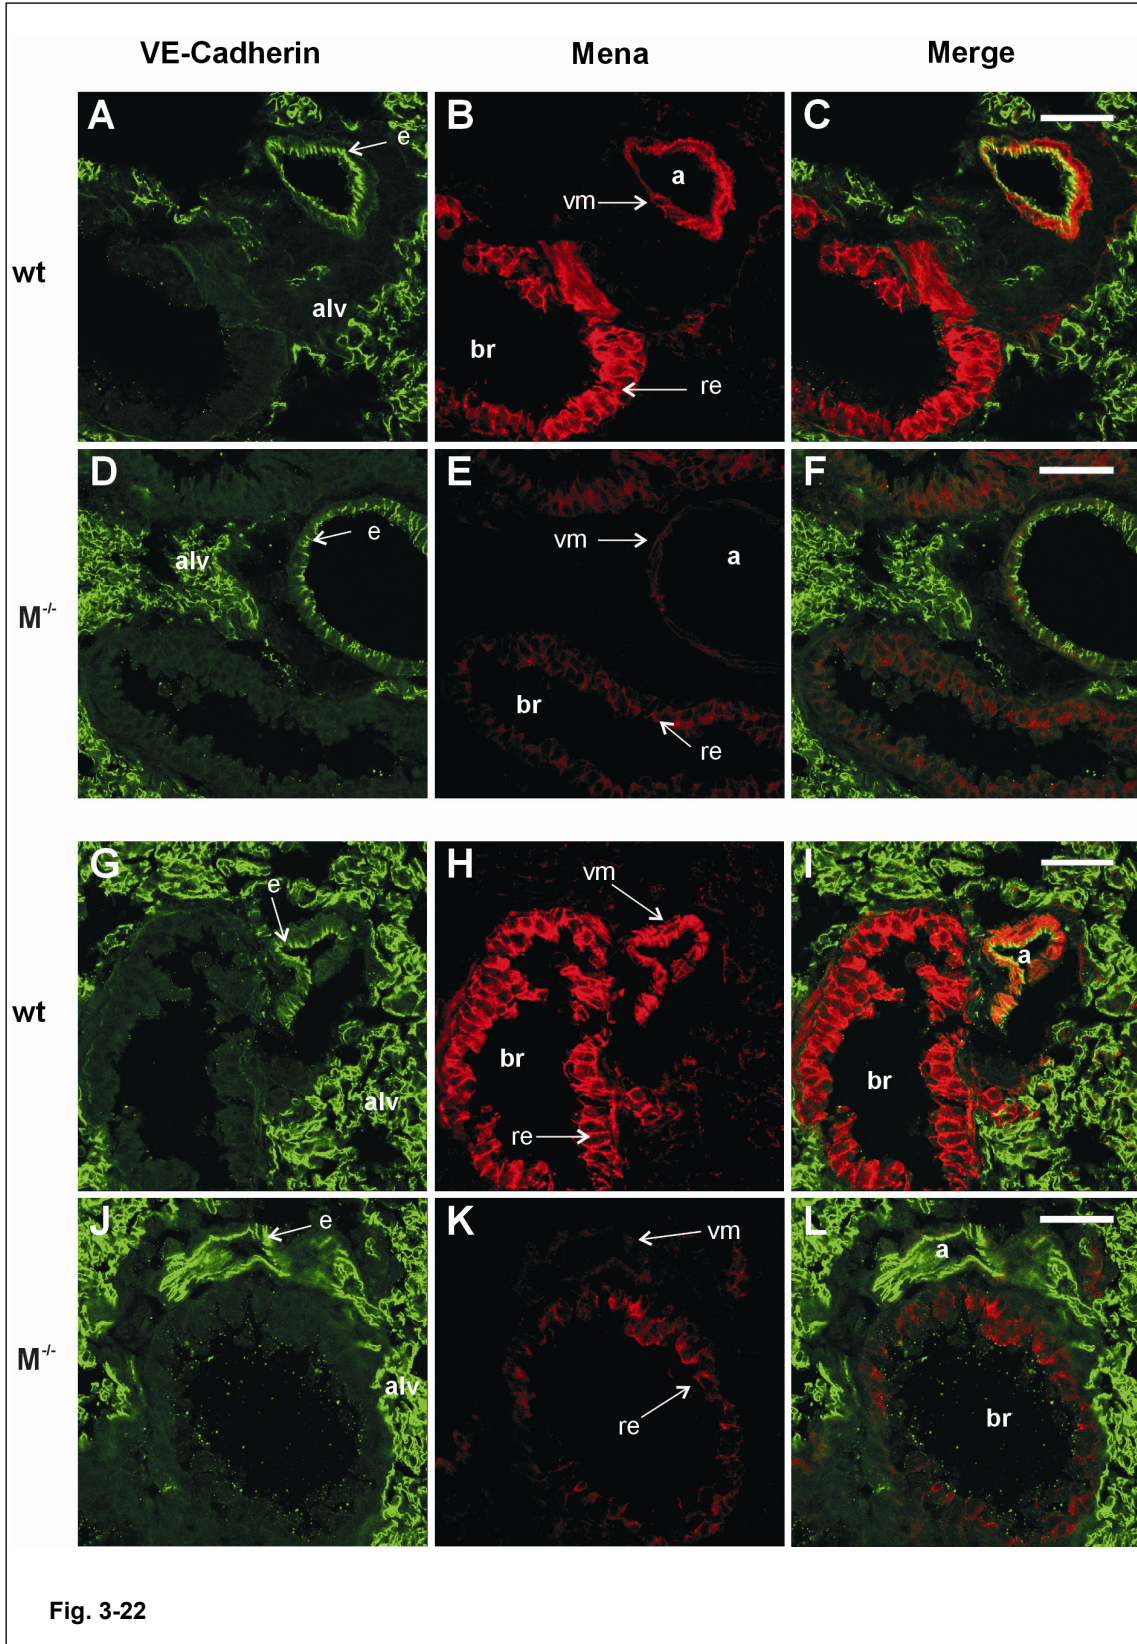 VE-Cadherin Mena Merge
A B C
e
a
vm
wt
alv
br
re
D E F
vm
e
alv
a
M-/-
br
re
G H I
vm
e
a
wt
br
br
alv
re
J K L
e
vm
a
M-/-
alv
br
re
Fig. 3-22